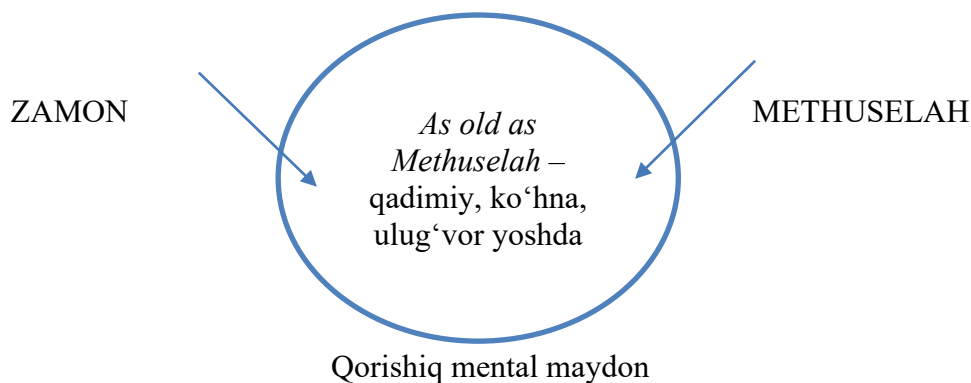 ZAMON
METHUSELAH
As old as
Methuselah –
qadimiy, ko‘hna,
ulug‘vor yoshda
Qorishiq mental maydon